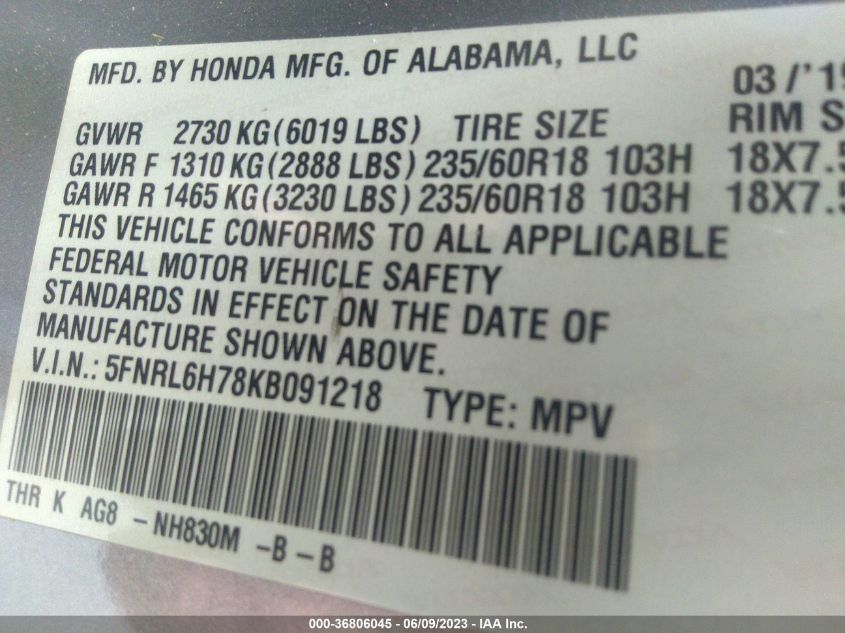 MFD. BY HONDA MFG. OF ALABAMA, LLC
03/'19
GVWR 2730 KG (6019 LBS) TIRE SIZE RIM S
GAWR F 1310 KG (2888 LBS) 235/60R18 103H 18X7.5
GAWR R 1465 KG (3230 LBS) 235/60R18 103H 18X7.5
THIS VEHICLE CONFORMS TO ALL APPLICABLE
FEDERAL MOTOR VEHICLE SAFETY
STANDARDS IN EFFECT ON THE DATE OF
MANUFACTURE SHOWN ABOVE.
V.I.N.: 5FNRL6H78KB091218 TYPE: MPV
THR K AG8 -NH830M -B-B
000-36806045 - 06/09/2023 - IAA Inc.